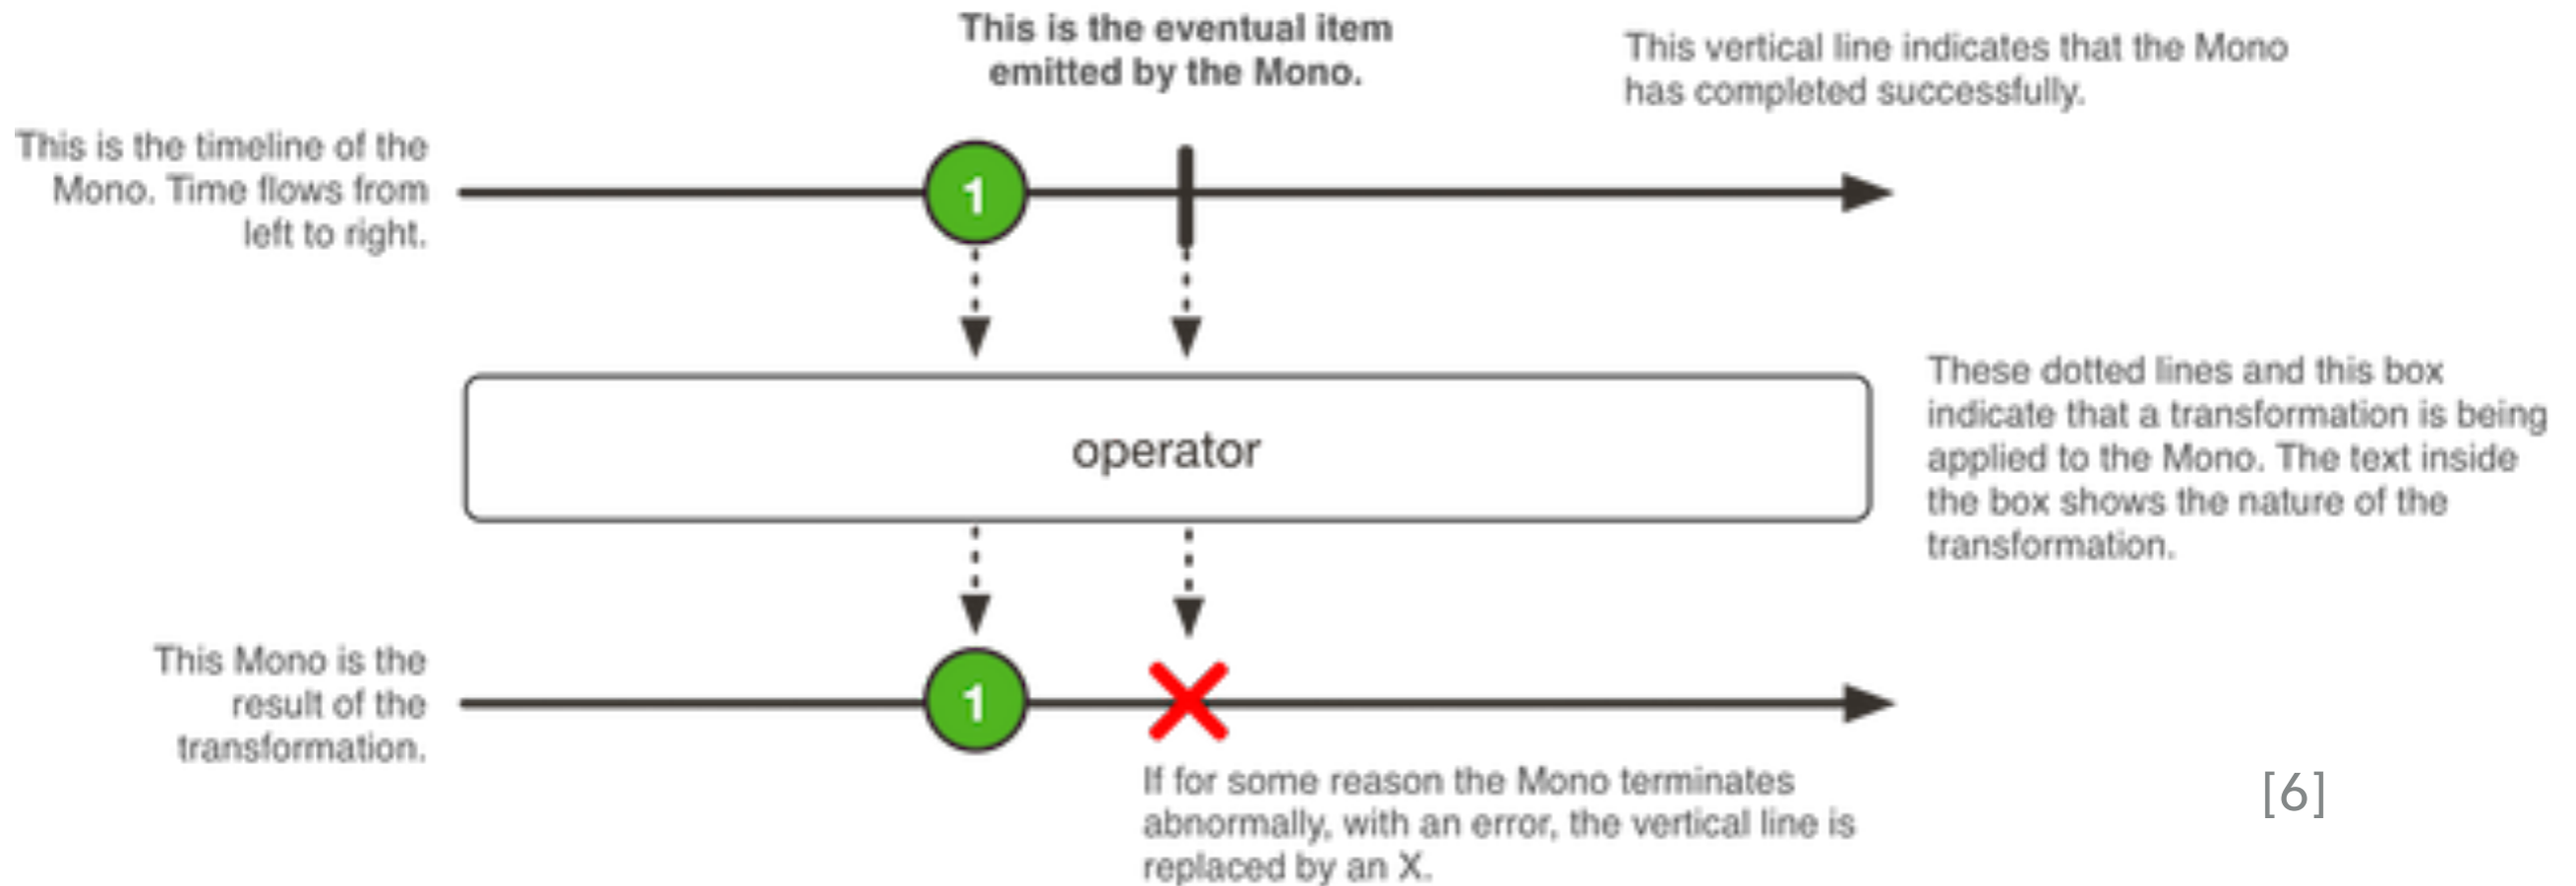 This is the eventual item
emitted by the Mono.
This vertical line indicates that the Mono
has completed successfully.
This is the timeline of the
Mono. Time flows from
left to right.
1
These dotted lines and this box
indicate that a transformation is being
applied to the Mono. The text inside
the box shows the nature of the
transformation.
operator
This Mono is the
result of the
transformation.
1
If for some reason the Mono terminates
abnormally, with an error, the vertical line is
replaced by an X.
[6]